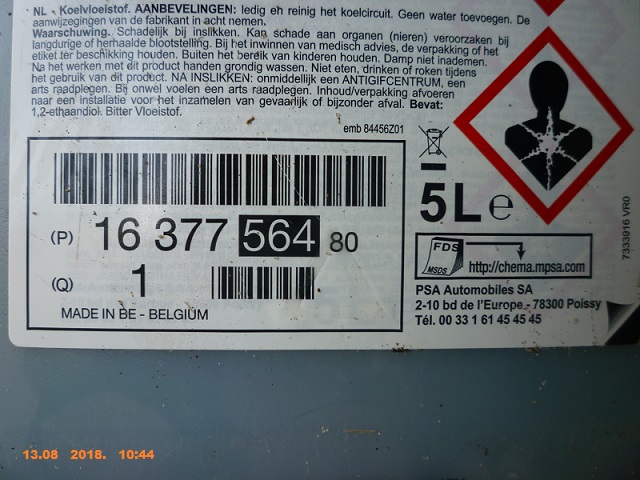 NL - Koelvloeistof. AANBEVELINGEN: ledig eh reinig het koelcircuit. Geen water toevoegen. De
aanwijzegingen van de fabrikant in acht nemen.
Waarschuwing. Schadelijk bij inslikken. Kan schade aan organen (nieren) veroorzaken bij
langdurige of herhaalde blootstelling. Bij het inwinnen van medisch advies, de verpakking of het
etiket ter beschikking houden. Buiten het bereik van kinderen houden. Damp niet inademen.
Na het werken met dit product handen grondig wassen. Niet eten, drinken of roken tijdens
het gebruik van dit product. NA INSLIKKEN: onmiddellijk een ANTIGIFCENTRUM, een
arts raadplegen. Bij onwel voelen een arts raadplegen. Inhoud/verpakking afvoeren
naar een installatie voor het inzamelen van gevaarlijk of bijzonder afval. Bevat:
1,2-ethaandiol. Bitter Vloeistof.
emb 84456Z01
(P) 16 377 564 80
(Q) 1
MADE IN BE - BELGIUM
5L e
FDS
MSDS
http://chema.mpsa.com
PSA Automobiles SA
2-10 bd de l'Europe - 78300 Poissy
Tél. 00 33 1 61 45 45 45
7333916 VR0
13.08 2018. 10:44